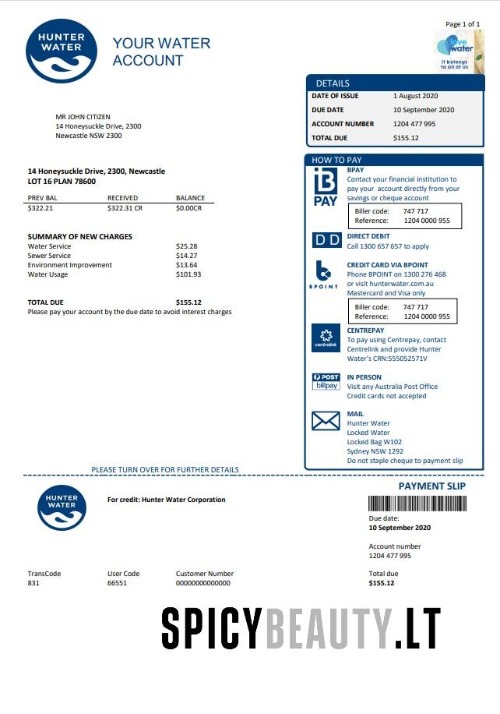 Page 1 of 1
HUNTER
WATER
YOUR WATER
ACCOUNT
love
water
It belongs
to all of us
DETAILS
DATE OF ISSUE 1 August 2020
DUE DATE 10 September 2020
ACCOUNT NUMBER 1204 477 995
TOTAL DUE $155.12
MR JOHN CITIZEN
14 Honeysuckle Drive, 2300
Newcastle NSW 2300
14 Honeysuckle Drive, 2300, Newcastle
LOT 16 PLAN 78600
PREV BAL RECEIVED BALANCE
$322.21 $322.31 CR $0.00CR
SUMMARY OF NEW CHARGES
Water Service $25.28
Sewer Service $14.27
Environment Improvement $13.64
Water Usage $101.93
TOTAL DUE $155.12
Please pay your account by the due date to avoid interest charges
HOW TO PAY
B
PAY
BPAY
Contact your financial institution to
pay your account directly from your
savings or cheque account
Biller code: 747 717
Reference: 1204 0000 955
D D
DIRECT DEBIT
Call 1300 657 657 to apply
BPOINT
CREDIT CARD VIA BPOINT
Phone BPOINT on 1300 276 468
or visit hunterwater.com.au
Mastercard and Visa only
Biller code: 747 717
Reference: 1204 0000 955
centrelink
CENTREPAY
To pay using Centrepay, contact
Centrelink and provide Hunter
Water's CRN:555052571V
POST
billpay
IN PERSON
Visit any Australia Post Office
Credit cards not accepted
MAIL
Hunter Water
Locked Water
Locked Bag W102
Sydney NSW 1292
Do not staple cheque to payment slip
PLEASE TURN OVER FOR FURTHER DETAILS
HUNTER
WATER
For credit: Hunter Water Corporation
PAYMENT SLIP
Due date:
10 September 2020
Account number
1204 477 995
TransCode User Code Customer Number Total due
831 66551 0000000000000 $155.12
SPICYBEAUTY.LT